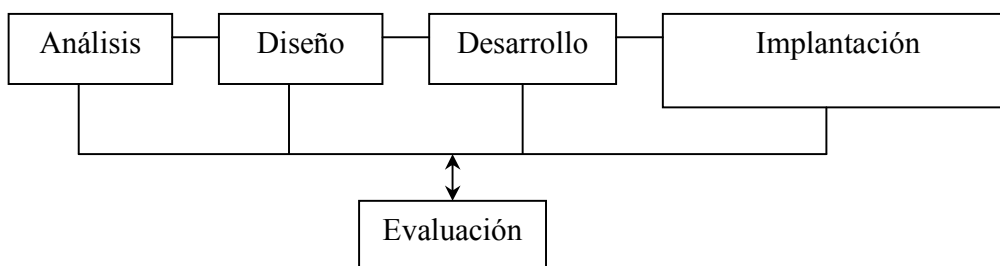 Análisis
Diseño
Desarrollo
Implantación
Evaluación